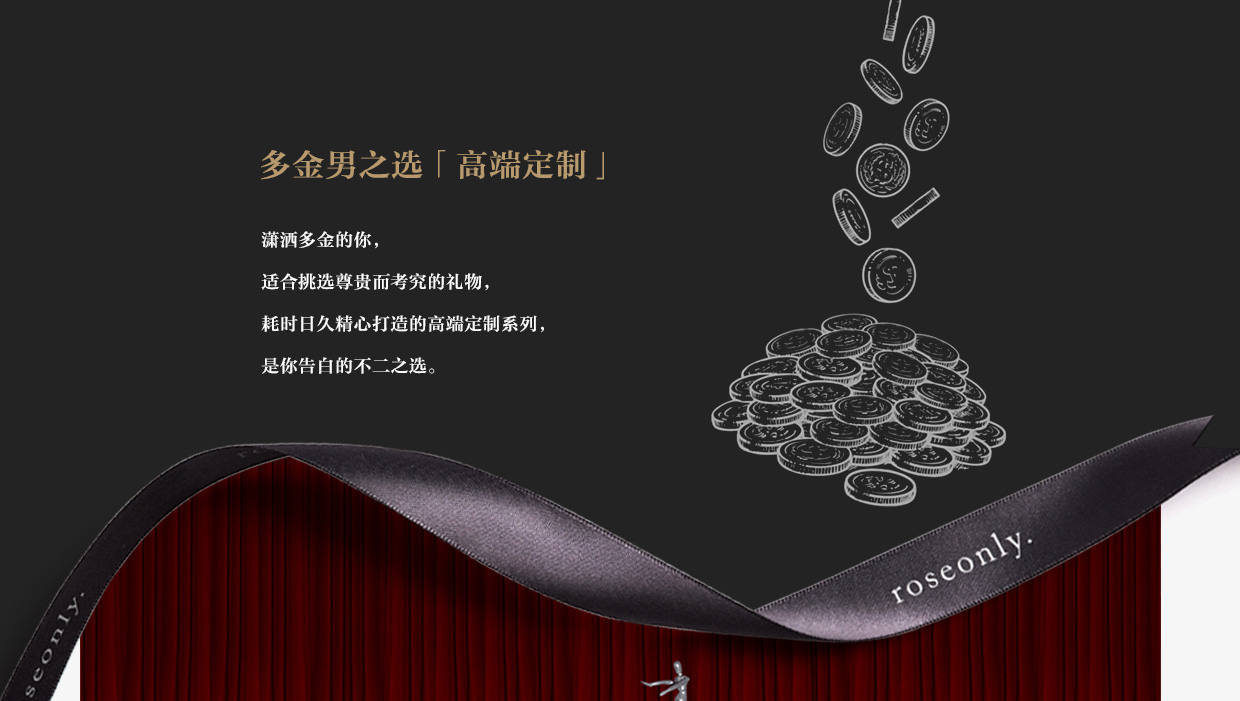 多金男之选「高端定制」
潇洒多金的你，
适合挑选尊贵而考究的礼物，
耗时日久精心打造的高端定制系列，
是你告白的不二之选。
roseonly.
seonly.